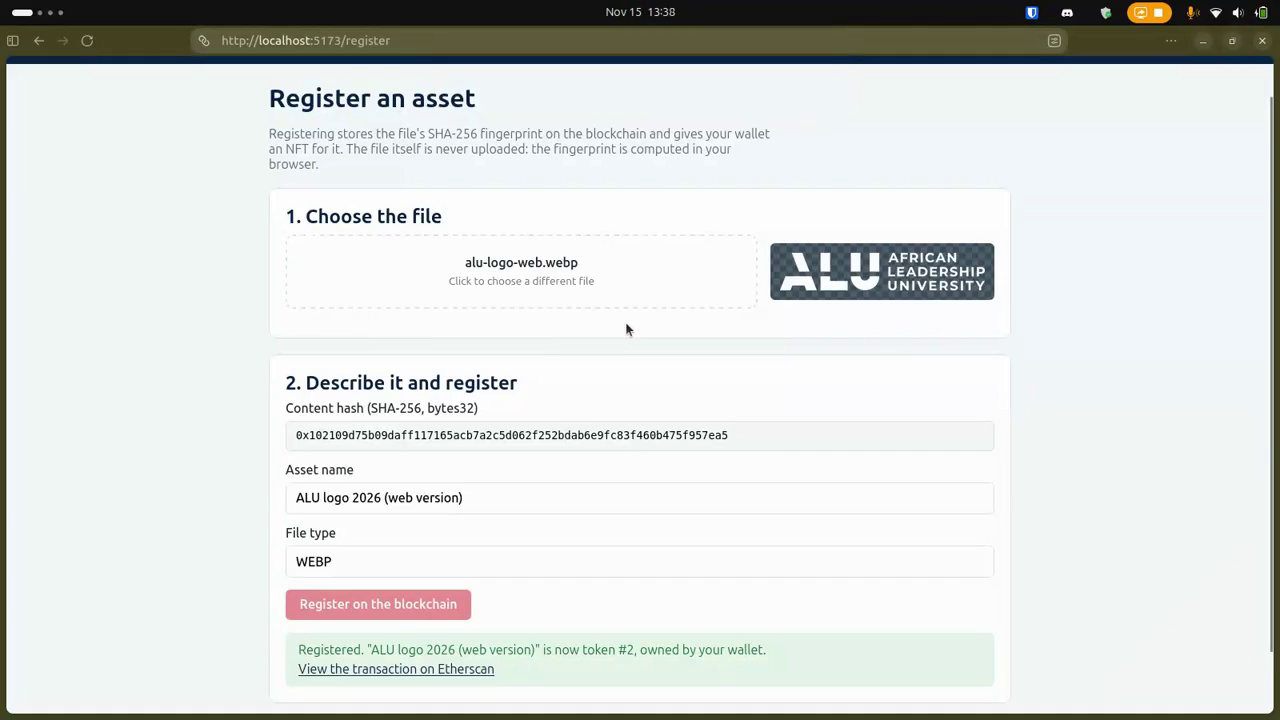 Nov 15 13:38
http://localhost:5173/register
Register an asset
Registering stores the file's SHA-256 fingerprint on the blockchain and gives your wallet
an NFT for it. The file itself is never uploaded: the fingerprint is computed in your
browser.
1. Choose the file
alu-logo-web.webp
Click to choose a different file
ALU AFRICAN
LEADERSHIP
UNIVERSITY
2. Describe it and register
Content hash (SHA-256, bytes32)
0x102109d75b09daff117165acb7a2c5d062f252bdab6e9fc83f460b475f957ea5
Asset name
ALU logo 2026 (web version)
File type
WEBP
Register on the blockchain
Registered. "ALU logo 2026 (web version)" is now token #2, owned by your wallet.
View the transaction on Etherscan